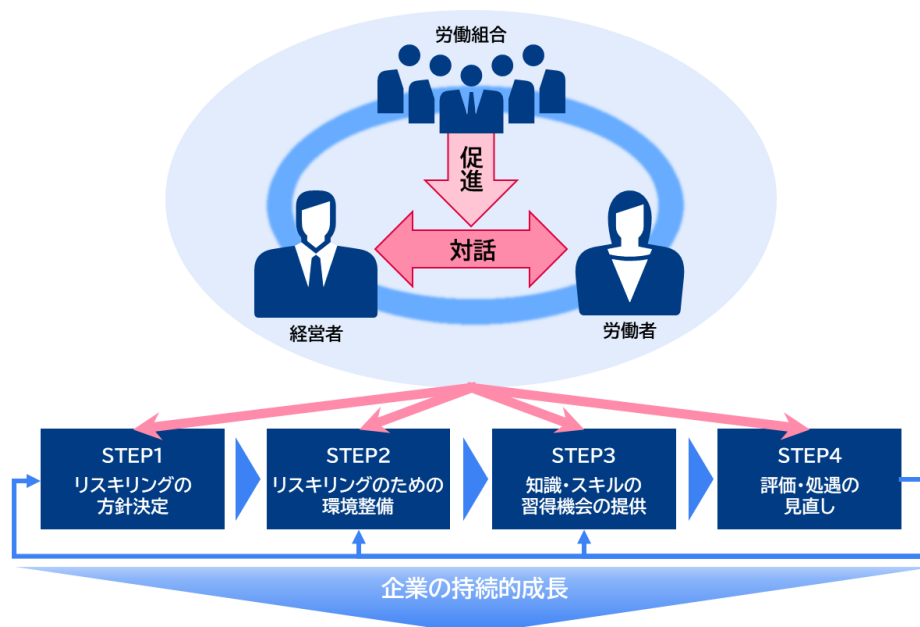 労働組合
促進
対話
経営者
労働者
STEP1
リスキリングの
方針決定
STEP2
リスキリングのための
環境整備
STEP3
知識・スキルの
習得機会の提供
STEP4
評価・処遇の
見直し
企業の持続的成長